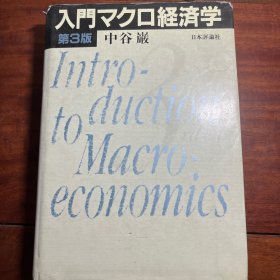 入門マクロ経済学
第3版 中谷 巌 日本評論社
Intro-
duction
to
Macro-
economics